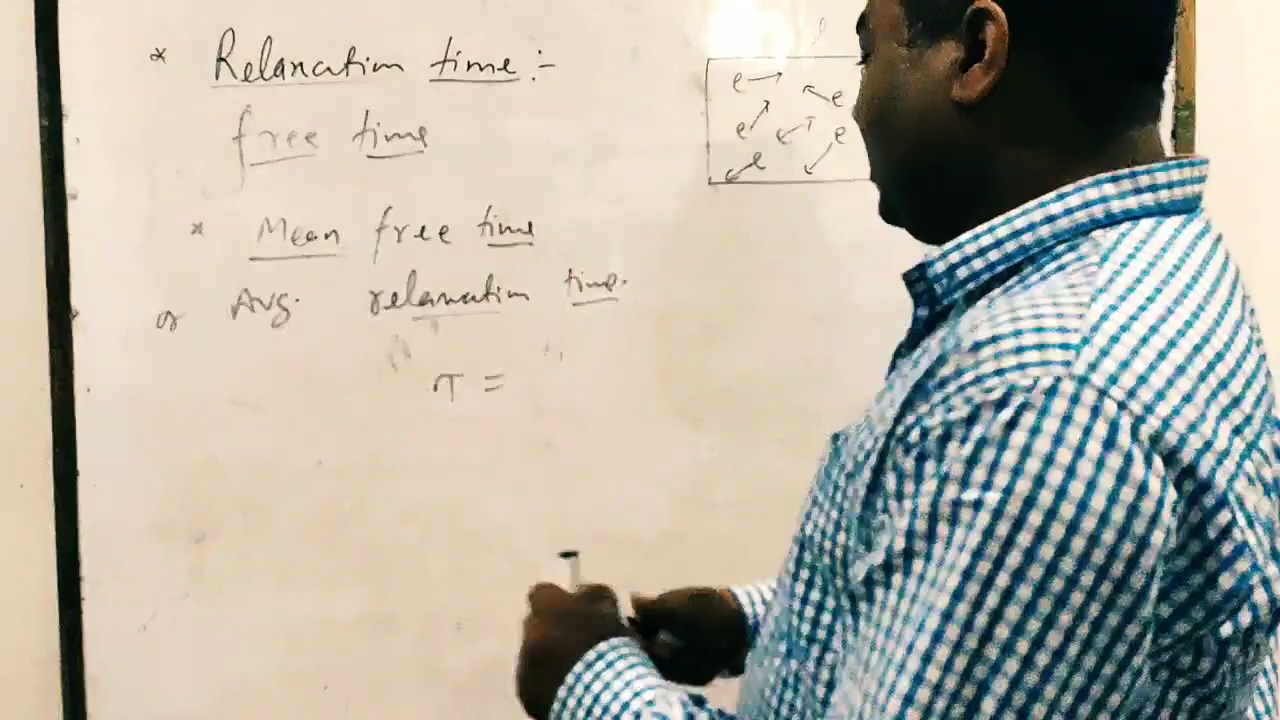 * Relaxation time :-
free time
* Mean free time
or Avg. relaxation time.
τ =
e e
e e e
e